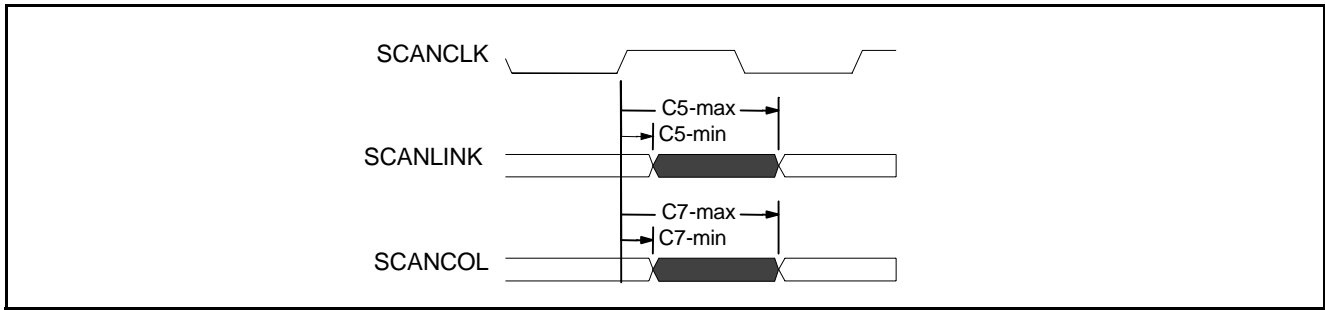 SCANCLK
C5-max
C5-min
SCANLINK
C7-max
C7-min
SCANCOL